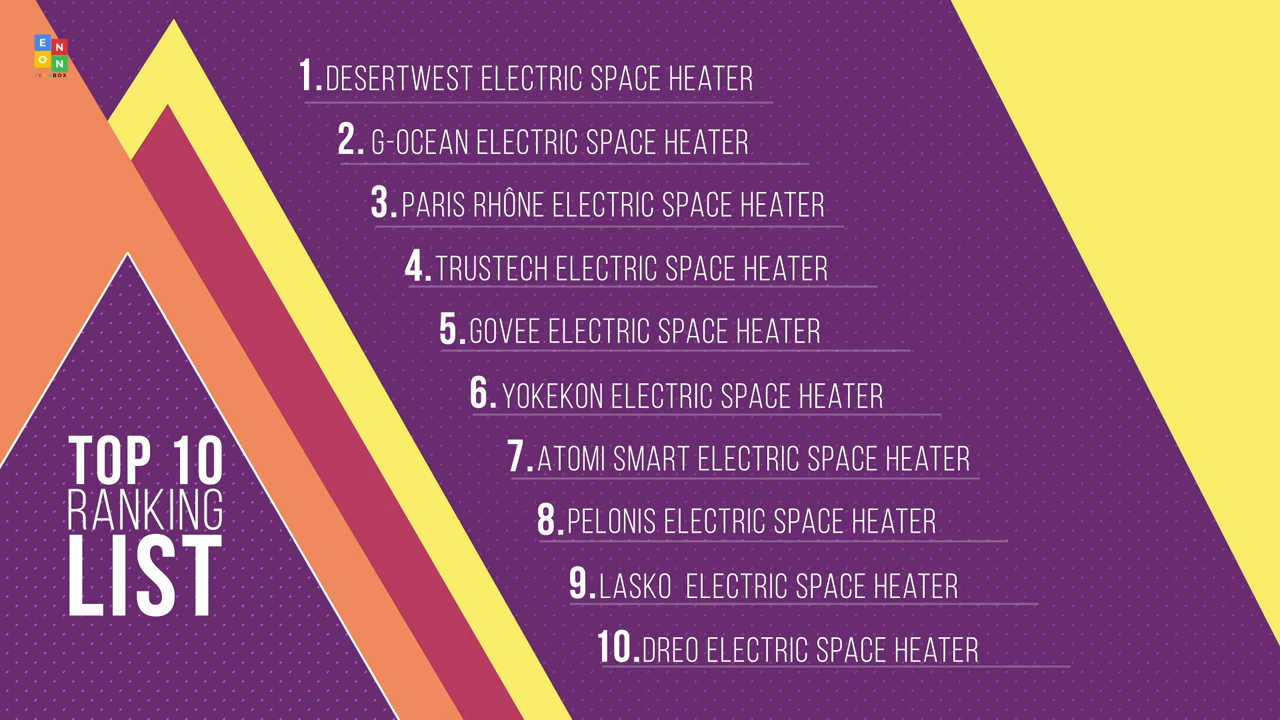 E N
O N
BOX
1. DESERTWEST ELECTRIC SPACE HEATER
2. G-OCEAN ELECTRIC SPACE HEATER
3. PARIS RHÔNE ELECTRIC SPACE HEATER
4. TRUSTECH ELECTRIC SPACE HEATER
5. GOVEE ELECTRIC SPACE HEATER
6. YOKEKON ELECTRIC SPACE HEATER
7. ATOMI SMART ELECTRIC SPACE HEATER
8. PELONIS ELECTRIC SPACE HEATER
9. LASKO ELECTRIC SPACE HEATER
10. DREO ELECTRIC SPACE HEATER
TOP 10
RANKING
LIST